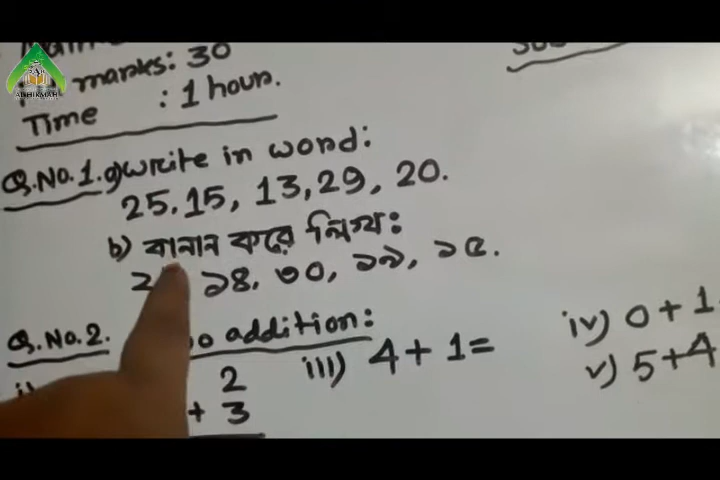 marks: 30
Time : 1 hour.
Q.No.1.a) write in word:
25, 15, 13, 29, 20.
b) বানান করে লিখ:
১৪, ৩০, ১৯, ১৫.
Q.No.2. addition:
2
+ 3
iii) 4 + 1 =
iv) 0 + 1
v) 5 + 4